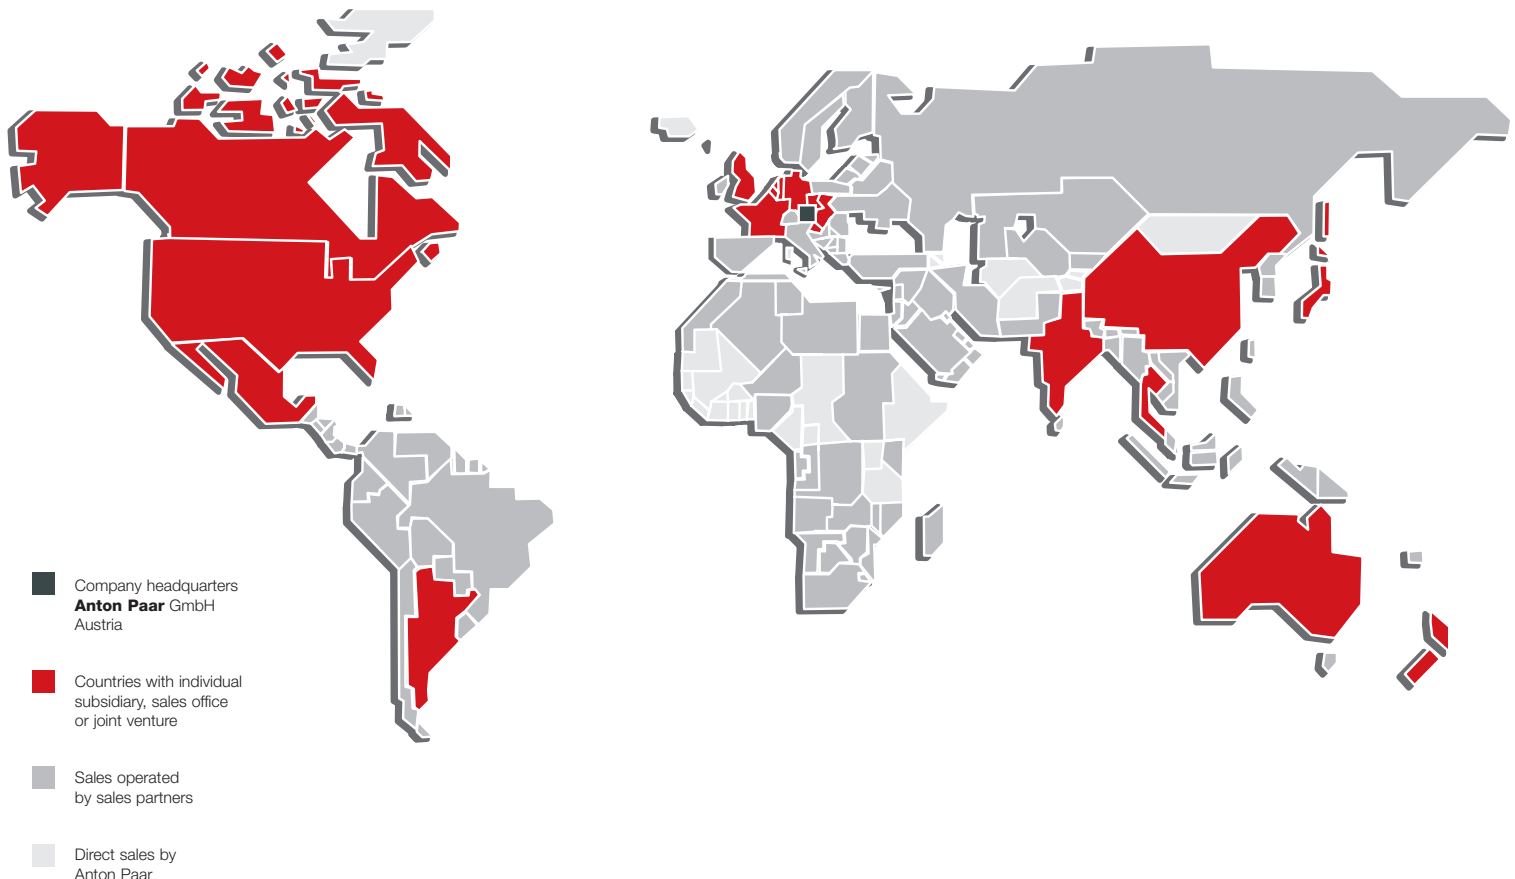 Company headquarters
Anton Paar GmbH
Austria
Countries with individual
subsidiary, sales office
or joint venture
Sales operated
by sales partners
Direct sales by
Anton Paar